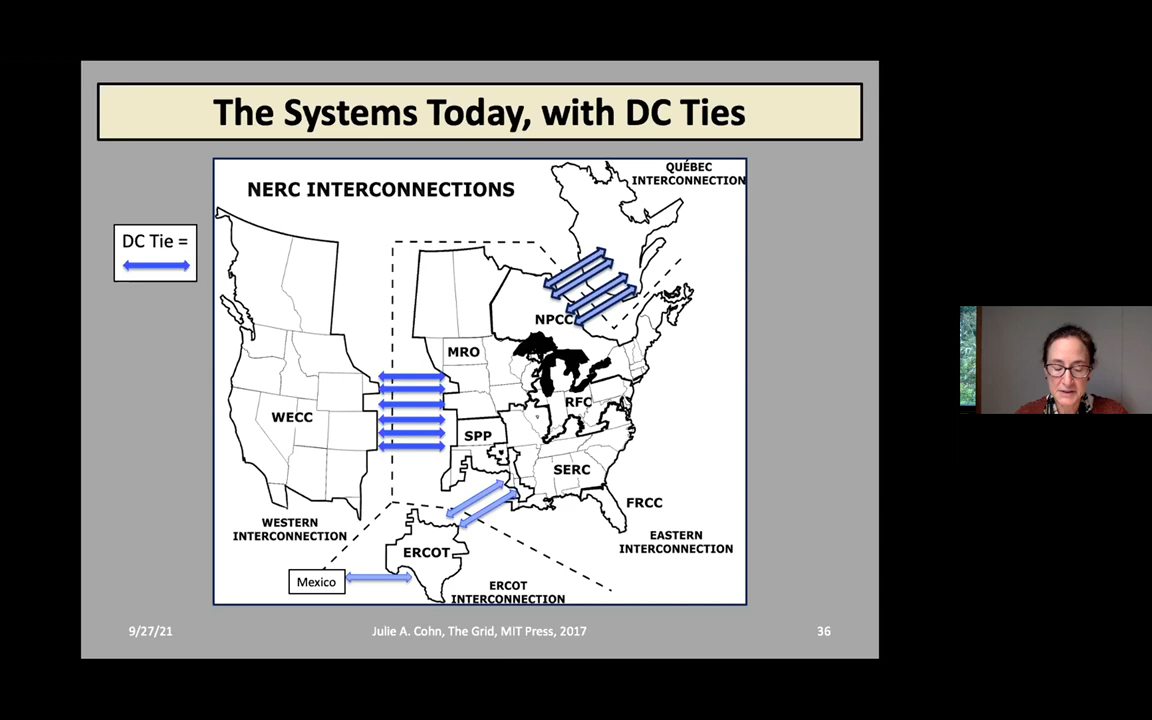 The Systems Today, with DC Ties
DC Tie =
NERC INTERCONNECTIONS
QUÉBEC
INTERCONNECTION
NPCC
MRO
RFC
WECC
SPP
SERC
FRCC
WESTERN
INTERCONNECTION
EASTERN
INTERCONNECTION
ERCOT
Mexico
ERCOT
INTERCONNECTION
9/27/21
Julie A. Cohn, The Grid, MIT Press, 2017
36